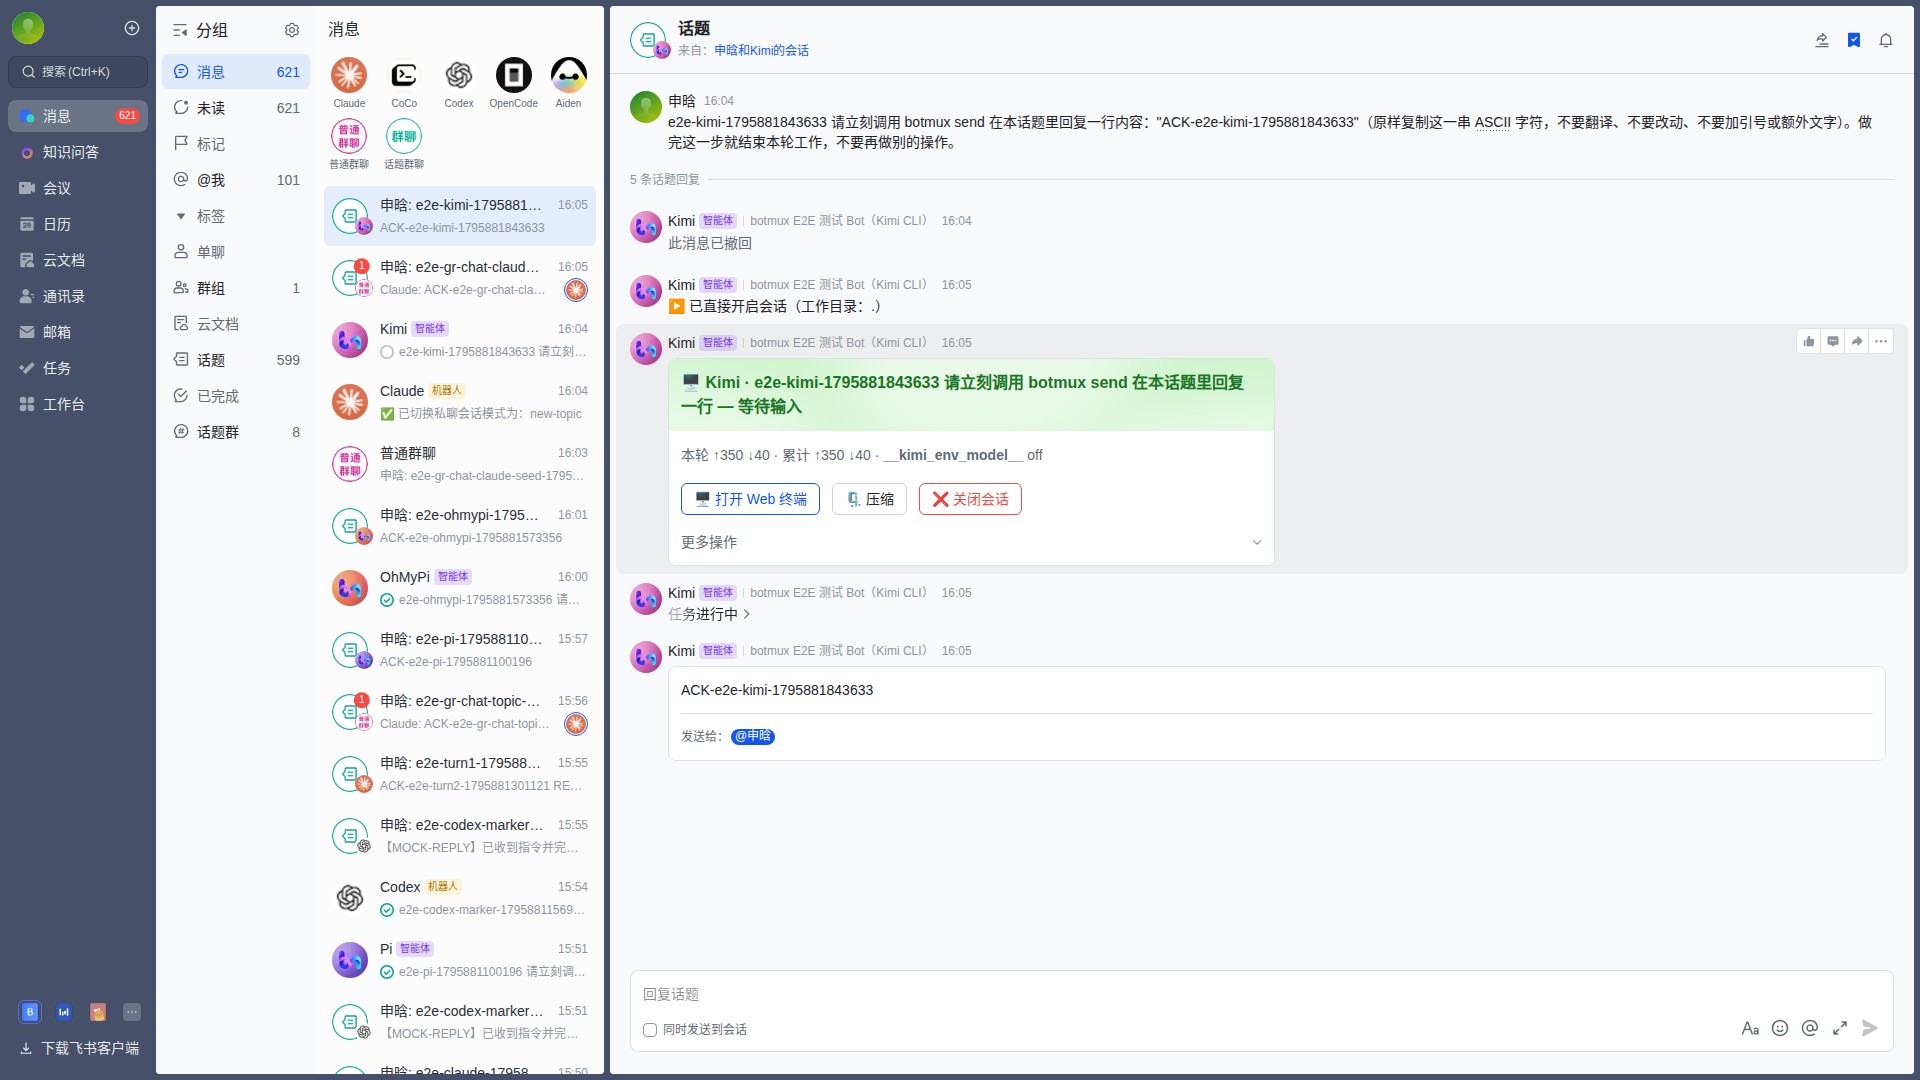 搜索 (Ctrl+K)
消息 621
知识问答
会议
日历
云文档
通讯录
邮箱
任务
工作台
下载飞书客户端
分组
消息 621
未读 621
标记
@我 101
标签
单聊
群组 1
云文档
话题 599
已完成
话题群 8
消息
Claude CoCo Codex OpenCode Aiden
普通群聊 群聊
普通群聊 话题群聊
申晗: e2e-kimi-1795881... 16:05
ACK-e2e-kimi-1795881843633
1
申晗: e2e-gr-chat-claud... 16:05
Claude: ACK-e2e-gr-chat-cla...
Kimi 智能体 16:04
e2e-kimi-1795881843633 请立刻...
Claude 机器人 16:04
✅ 已切换私聊会话模式为：new-topic
普通群聊
普通群聊 16:03
申晗: e2e-gr-chat-claude-seed-1795...
申晗: e2e-ohmypi-1795... 16:01
ACK-e2e-ohmypi-1795881573356
OhMyPi 智能体 16:00
e2e-ohmypi-1795881573356 请...
申晗: e2e-pi-179588110... 15:57
ACK-e2e-pi-1795881100196
1
申晗: e2e-gr-chat-topic-... 15:56
Claude: ACK-e2e-gr-chat-topi...
申晗: e2e-turn1-179588... 15:55
ACK-e2e-turn2-1795881301121 RE...
申晗: e2e-codex-marker... 15:55
【MOCK-REPLY】已收到指令并完...
Codex 机器人 15:54
e2e-codex-marker-17958811569...
Pi 智能体 15:51
e2e-pi-1795881100196 请立刻调...
申晗: e2e-codex-marker... 15:51
【MOCK-REPLY】已收到指令并完...
申晗: e2e-claude-17958... 15:50
话题
来自：申晗和Kimi的会话
申晗 16:04
e2e-kimi-1795881843633 请立刻调用 botmux send 在本话题里回复一行内容："ACK-e2e-kimi-1795881843633"（原样复制这一串 ASCII 字符，不要翻译、不要改动、不要加引号或额外文字）。做
完这一步就结束本轮工作，不要再做别的操作。
5 条话题回复
Kimi 智能体 | botmux E2E 测试 Bot（Kimi CLI） 16:04
此消息已撤回
Kimi 智能体 | botmux E2E 测试 Bot（Kimi CLI） 16:05
▶️ 已直接开启会话（工作目录：.）
Kimi 智能体 | botmux E2E 测试 Bot（Kimi CLI） 16:05
🖥️ Kimi · e2e-kimi-1795881843633 请立刻调用 botmux send 在本话题里回复
一行 — 等待输入
本轮 ↑350 ↓40 · 累计 ↑350 ↓40 · __kimi_env_model__ off
🖥️ 打开 Web 终端 🗜️ 压缩 ❌ 关闭会话
更多操作
Kimi 智能体 | botmux E2E 测试 Bot（Kimi CLI） 16:05
任务进行中
Kimi 智能体 | botmux E2E 测试 Bot（Kimi CLI） 16:05
ACK-e2e-kimi-1795881843633
发送给：@申晗
回复话题
同时发送到会话